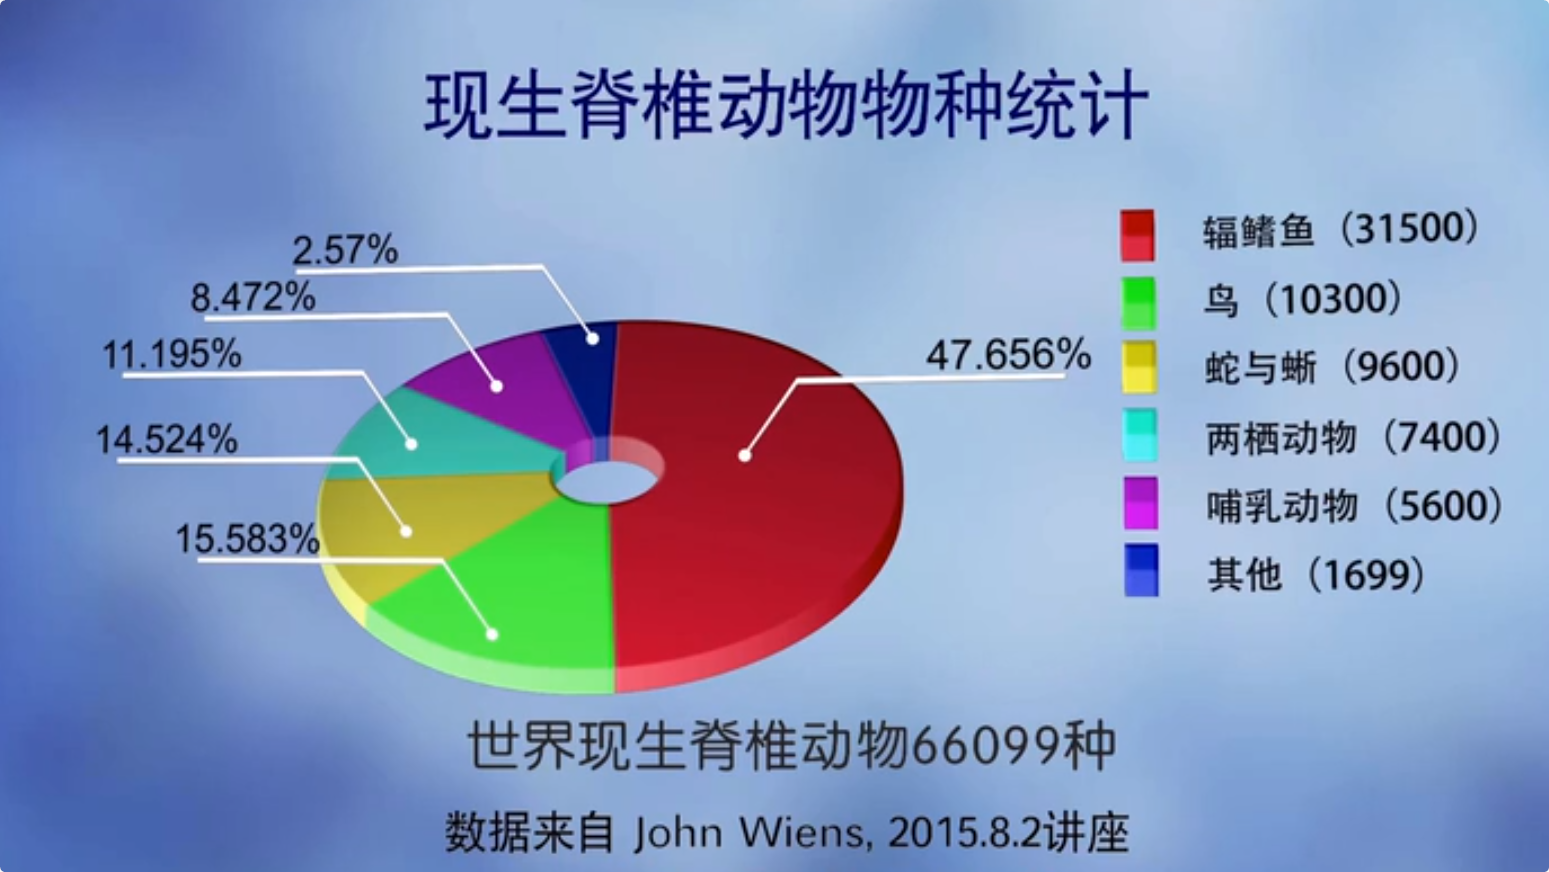 现生脊椎动物物种统计
2.57%
8.472%
11.195%
14.524%
15.583%
47.656%
辐鳍鱼（31500）
鸟（10300）
蛇与蜥（9600）
两栖动物（7400）
哺乳动物（5600）
其他（1699）
世界现生脊椎动物66099种
数据来自 John Wiens, 2015.8.2讲座